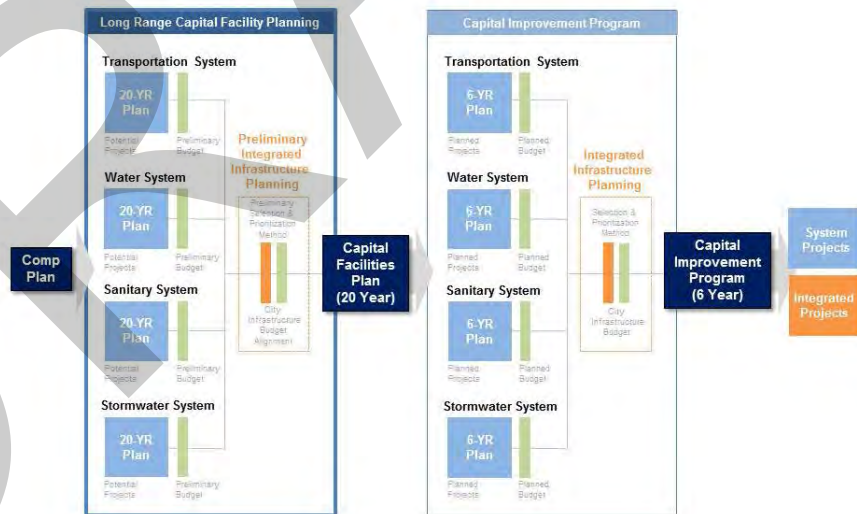 Long Range Capital Facility Planning
Transportation System
20-YR
Plan
Potential
Projects
Preliminary
Budget
Water System
20-YR
Plan
Potential
Projects
Preliminary
Budget
Sanitary System
20-YR
Plan
Potential
Projects
Preliminary
Budget
Stormwater System
20-YR
Plan
Potential
Projects
Preliminary
Budget
Preliminary
Integrated
Infrastructure
Planning
Preliminary
Selection &
Prioritization
Method
City
Infrastructure
Budget
Alignment
Comp
Plan
Capital
Facilities
Plan
(20 Year)
Capital Improvement Program
Transportation System
6-YR
Plan
Planned
Projects
Planned
Budget
Water System
6-YR
Plan
Planned
Projects
Planned
Budget
Sanitary System
6-YR
Plan
Planned
Projects
Planned
Budget
Stormwater System
6-YR
Plan
Planned
Projects
Planned
Budget
Integrated
Infrastructure
Planning
Selection &
Prioritization
Method
City
Infrastructure
Budget
Capital
Improvement
Program
(6 Year)
System
Projects
Integrated
Projects